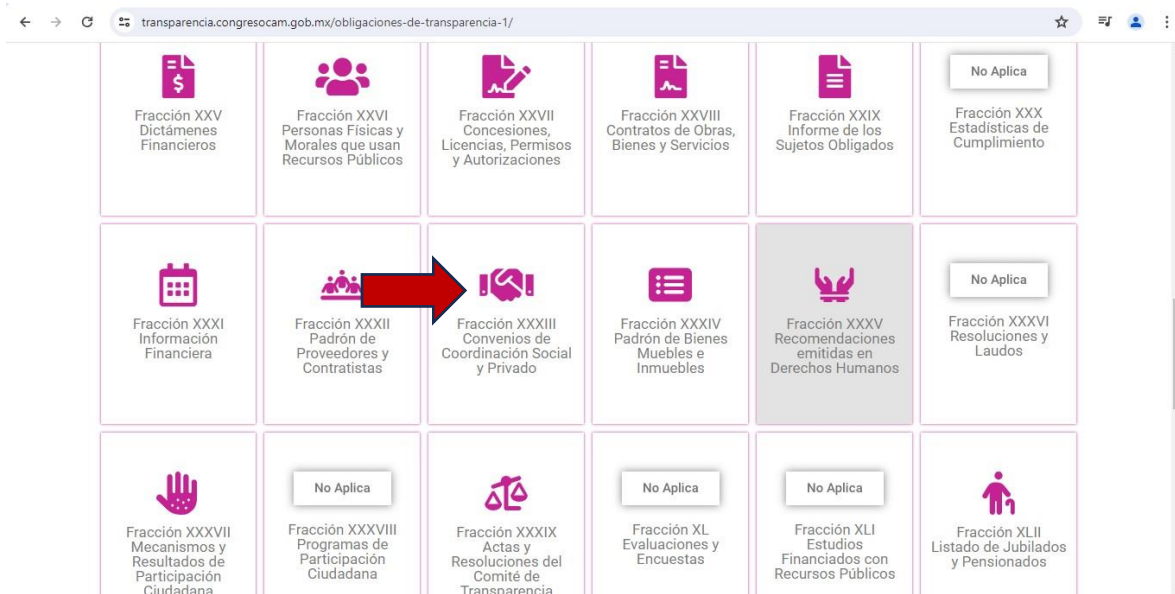 transparencia.congresocam.gob.mx/obligaciones-de-transparencia-1/
Fracción XXV
Dictámenes
Financieros
Fracción XXVI
Personas Físicas y
Morales que usan
Recursos Públicos
Fracción XXVII
Concesiones,
Licencias, Permisos
y Autorizaciones
Fracción XXVIII
Contratos de Obras,
Bienes y Servicios
Fracción XXIX
Informe de los
Sujetos Obligados
No Aplica
Fracción XXX
Estadísticas de
Cumplimiento
Fracción XXXI
Información
Financiera
Fracción XXXII
Padrón de
Proveedores y
Contratistas
Fracción XXXIII
Convenios de
Coordinación Social
y Privado
Fracción XXXIV
Padrón de Bienes
Muebles e
Inmuebles
Fracción XXXV
Recomendaciones
emitidas en
Derechos Humanos
No Aplica
Fracción XXXVI
Resoluciones y
Laudos
Fracción XXXVII
Mecanismos y
Resultados de
Participación
Ciudadana
No Aplica
Fracción XXXVIII
Programas de
Participación
Ciudadana
Fracción XXXIX
Actas y
Resoluciones del
Comité de
Transparencia
No Aplica
Fracción XL
Evaluaciones y
Encuestas
No Aplica
Fracción XLI
Estudios
Financiados con
Recursos Públicos
Fracción XLII
Listado de Jubilados
y Pensionados